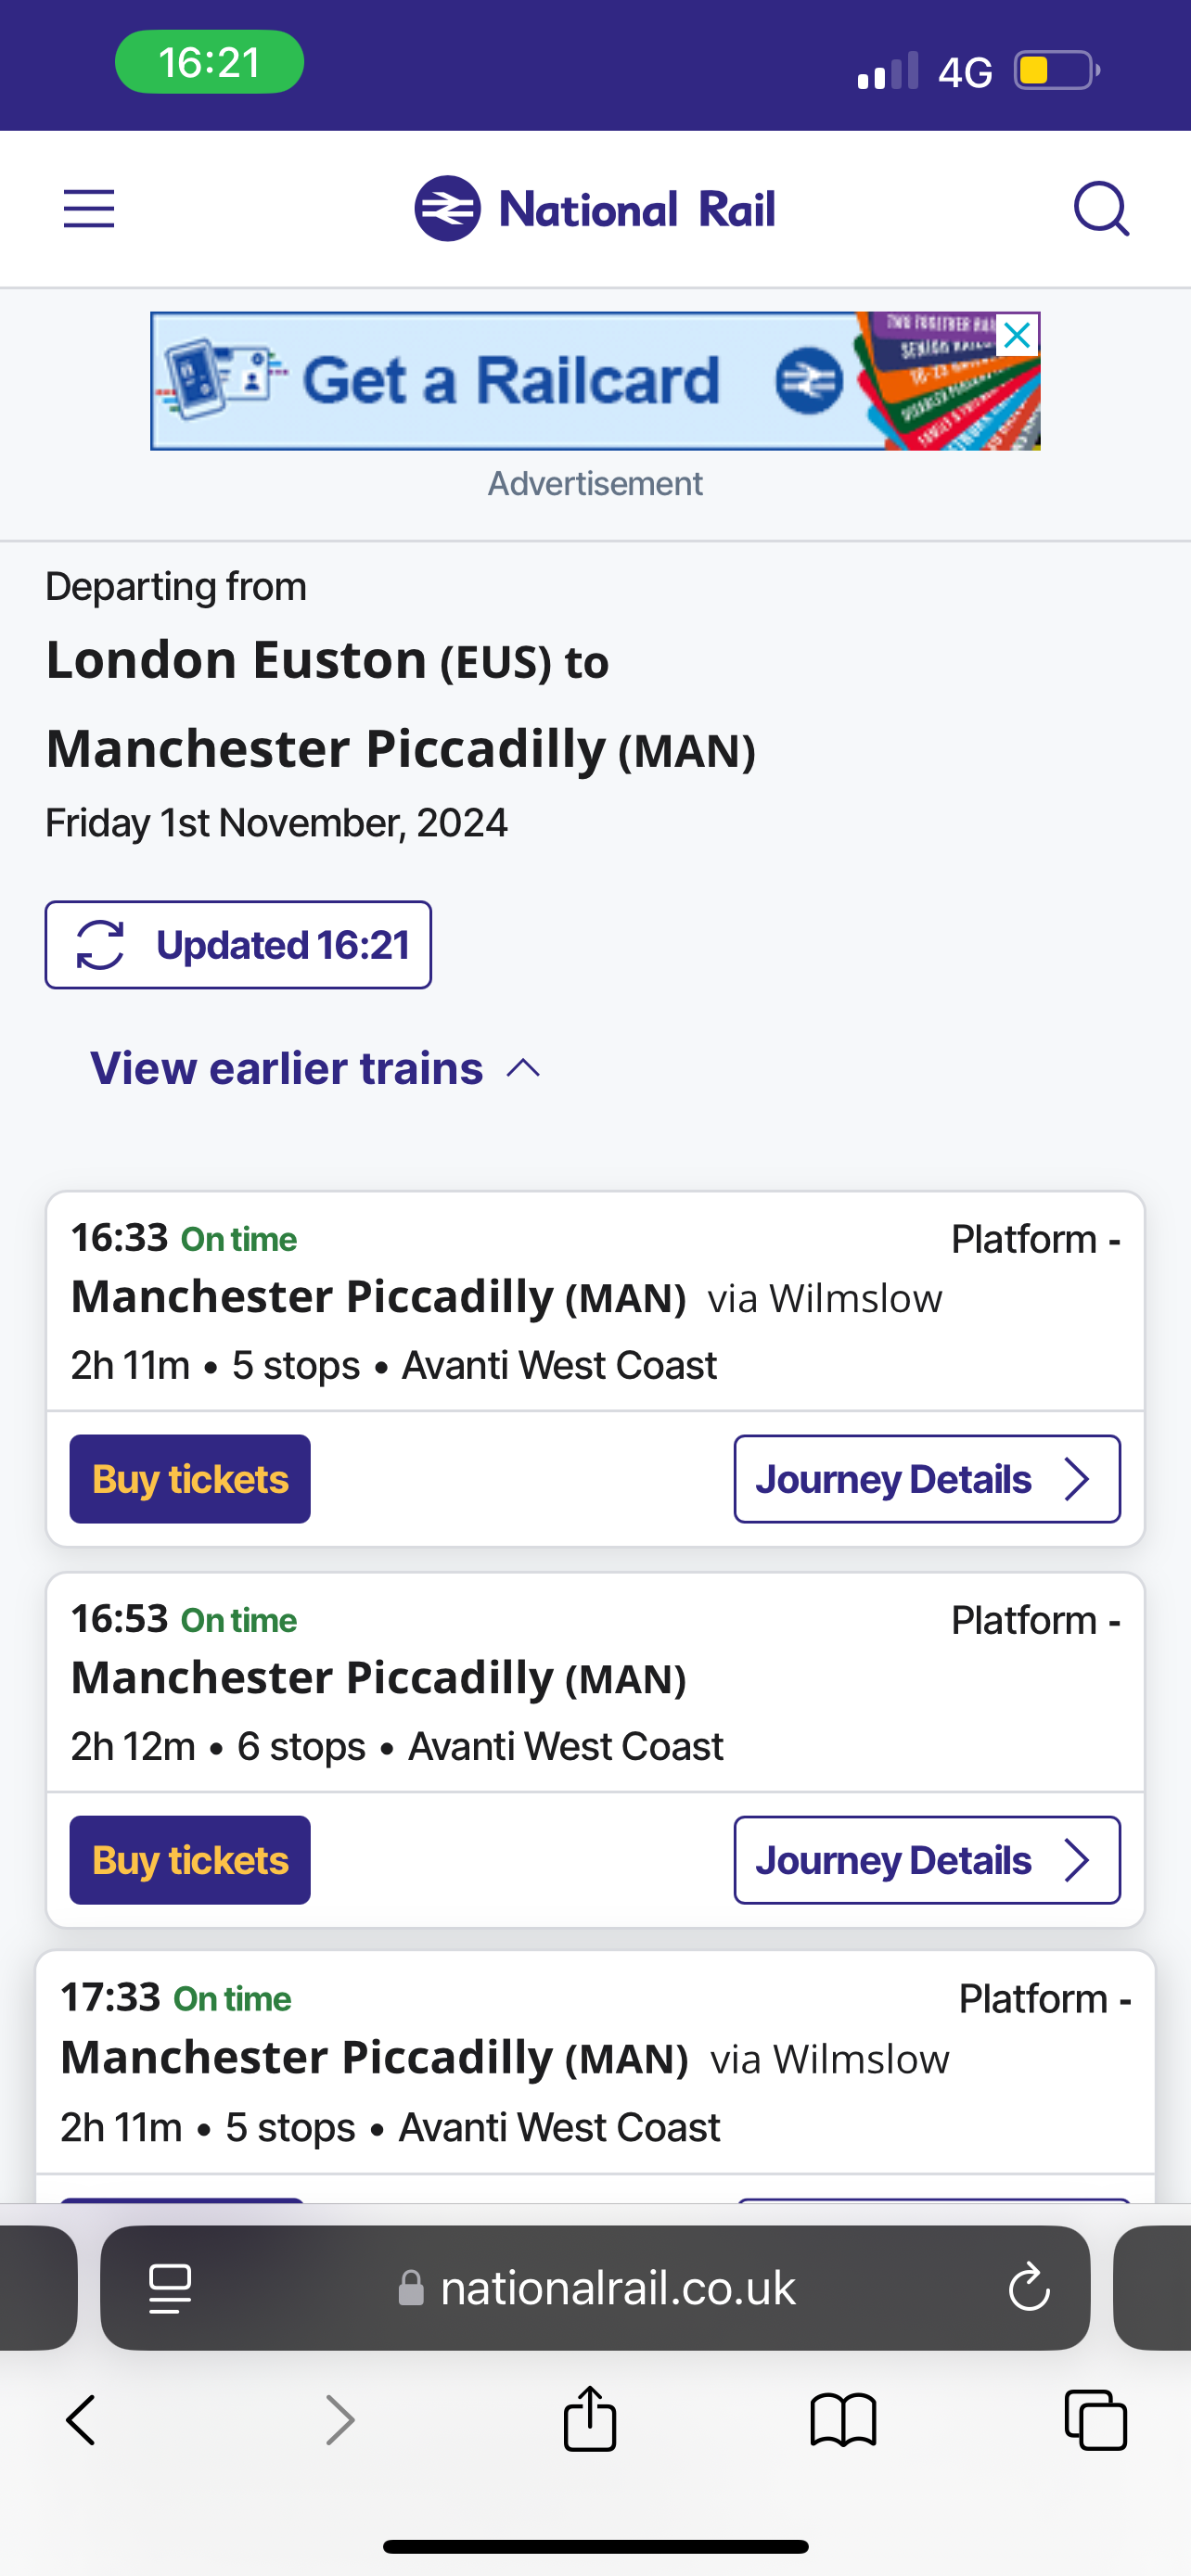 16:21 4G
National Rail
Get a Railcard
Advertisement
Departing from
London Euston (EUS) to
Manchester Piccadilly (MAN)
Friday 1st November, 2024
Updated 16:21
View earlier trains
16:33 On time Platform -
Manchester Piccadilly (MAN) via Wilmslow
2h 11m • 5 stops • Avanti West Coast
Buy tickets Journey Details
16:53 On time Platform -
Manchester Piccadilly (MAN)
2h 12m • 6 stops • Avanti West Coast
Buy tickets Journey Details
17:33 On time Platform -
Manchester Piccadilly (MAN) via Wilmslow
2h 11m • 5 stops • Avanti West Coast
nationalrail.co.uk